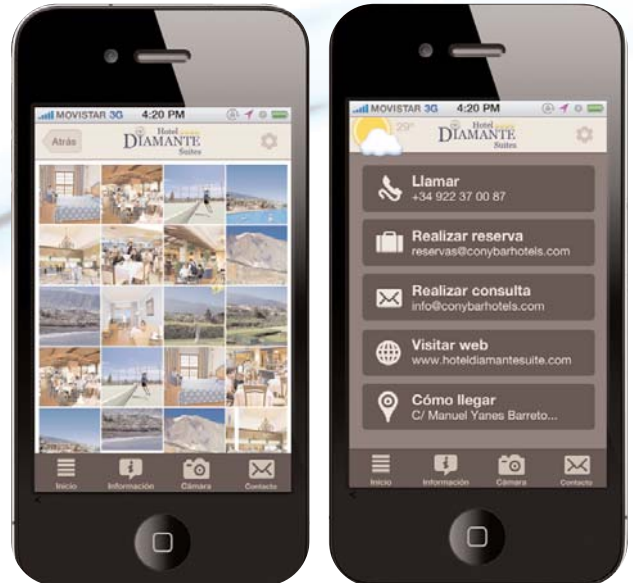 MOVISTAR 3G 4:20 PM
Atrás
Hotel
DIAMANTE
Suites
Inicio
Información
Cámara
Contacto
MOVISTAR 3G 4:20 PM
29°
Hotel
DIAMANTE
Suites
Llamar
+34 922 37 00 87
Realizar reserva
reservas@conybarhotels.com
Realizar consulta
info@conybarhotels.com
Visitar web
www.hoteldiamantesuite.com
Cómo llegar
C/ Manuel Yanes Barreto...
Inicio
Información
Cámara
Contacto